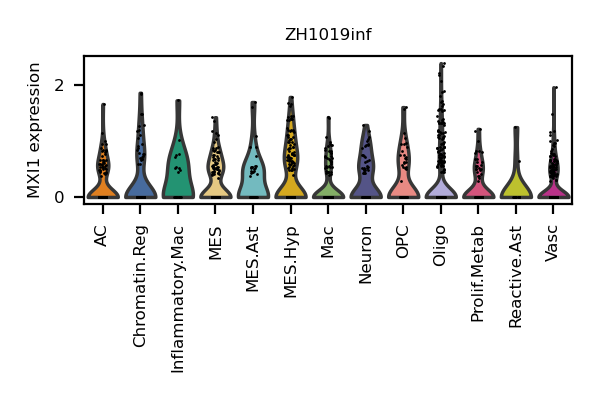 ZH1019inf
MXI1 expression
2
0
AC
Chromatin.Reg
Inflammatory.Mac
MES
MES.Ast
MES.Hyp
Mac
Neuron
OPC
Oligo
Prolif.Metab
Reactive.Ast
Vasc